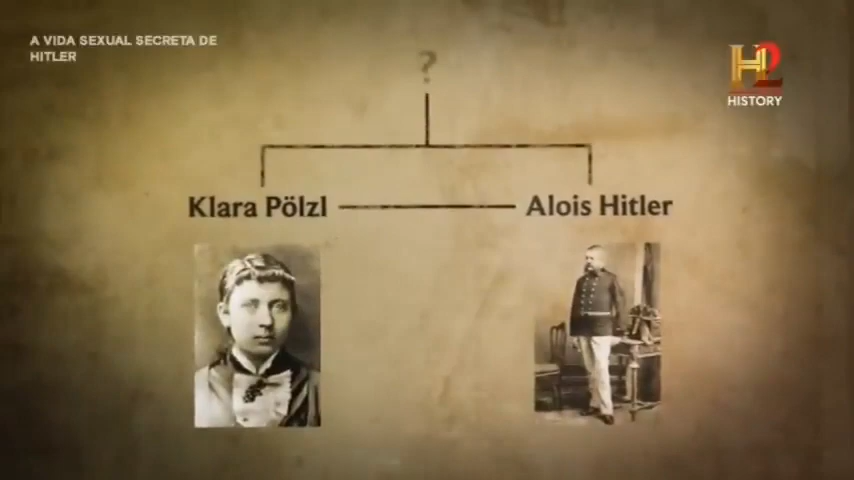 A VIDA SEXUAL SECRETA DE
HITLER
H2
HISTORY
?
Klara Pölzl
Alois Hitler